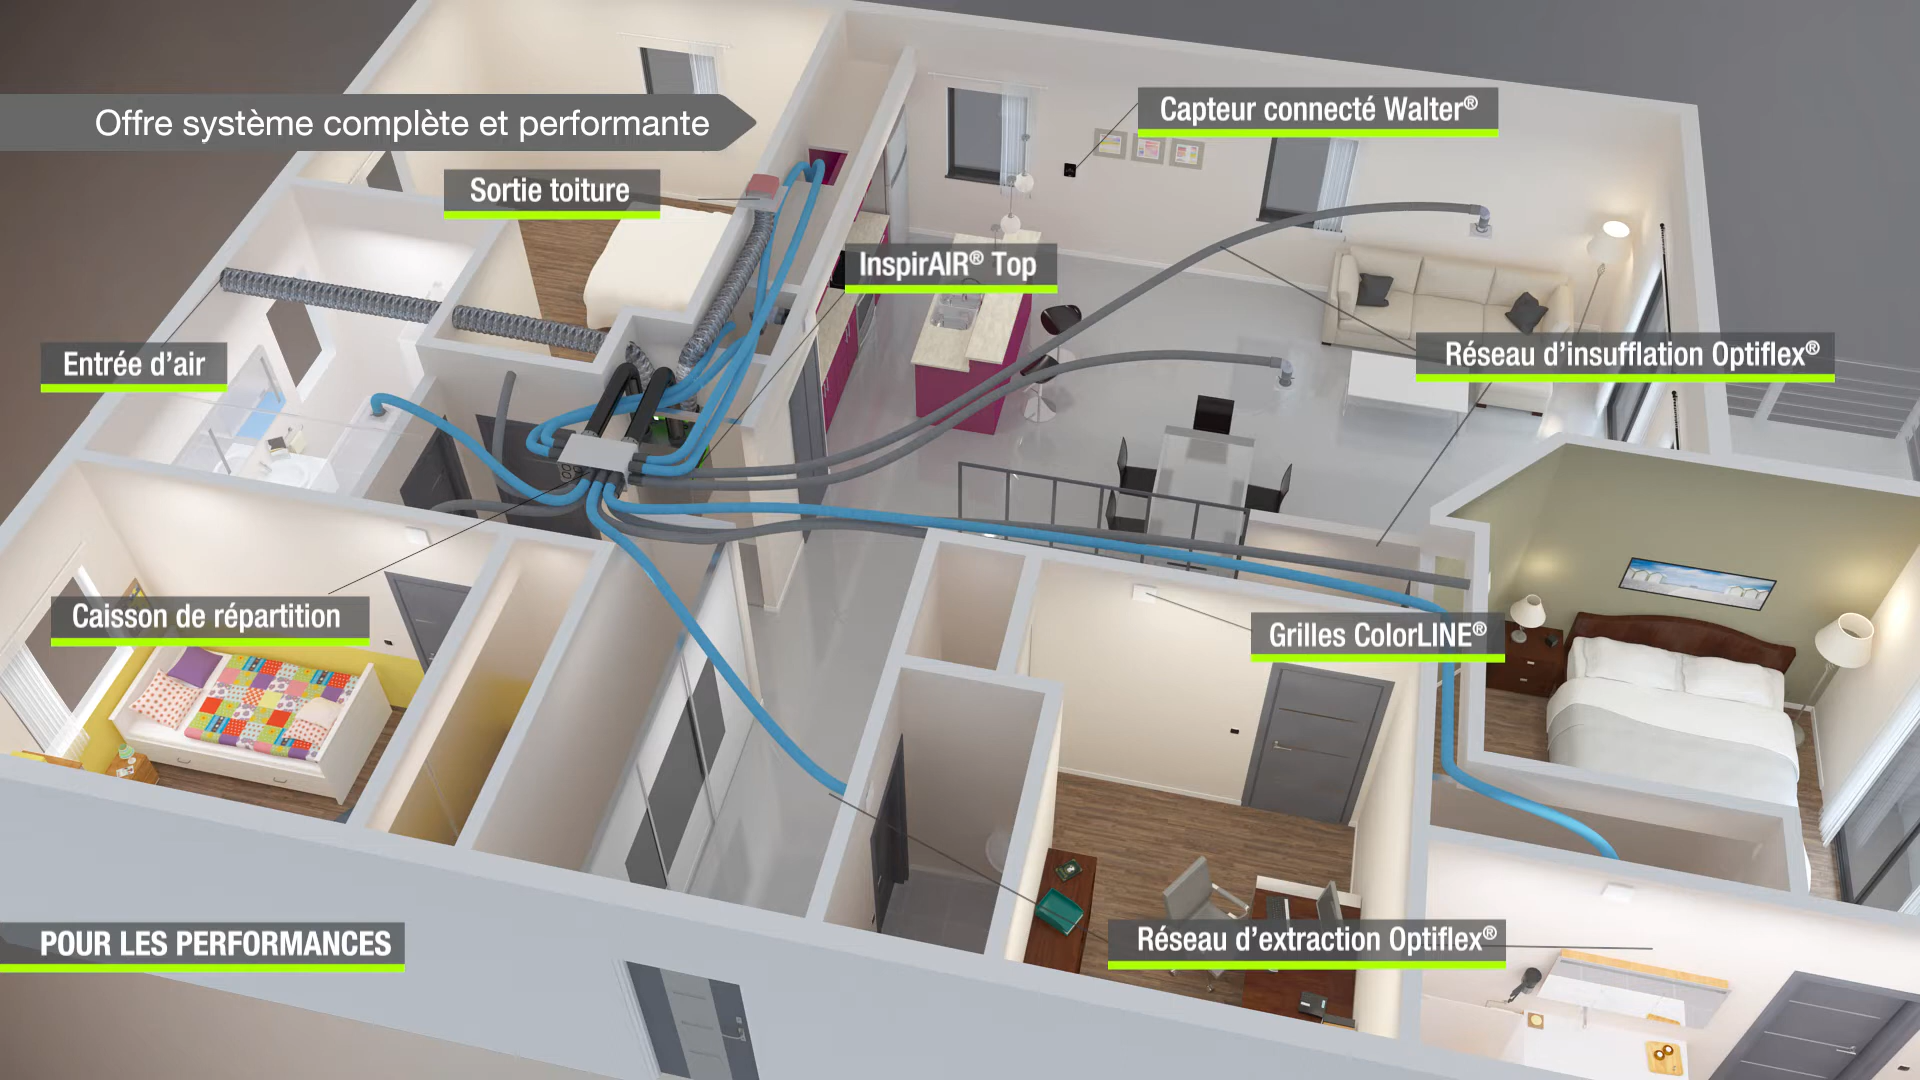 Offre système complète et performante
Capteur connecté Walter®
Sortie toiture
InspirAIR® Top
Entrée d’air
Réseau d’insufflation Optiflex®
Caisson de répartition
Grilles ColorLINE®
POUR LES PERFORMANCES
Réseau d’extraction Optiflex®